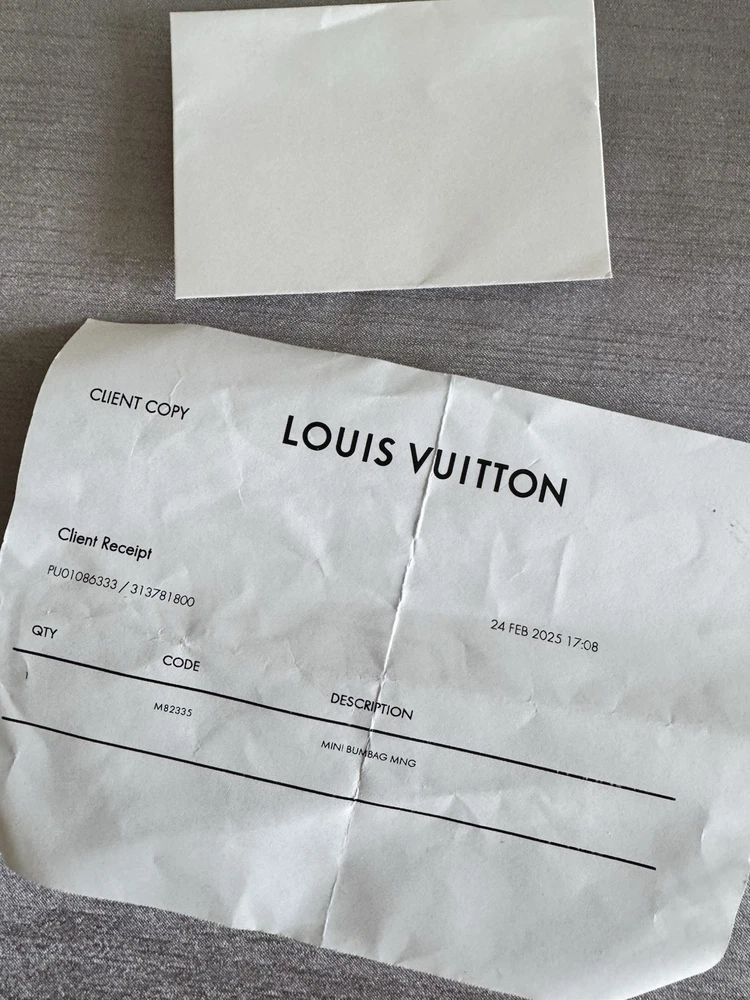 CLIENT COPY
LOUIS VUITTON
Client Receipt
PU01086333 / 313781800
24 FEB 2025 17:08
QTY CODE DESCRIPTION
1 M82335 MINI BUMBAG MNG